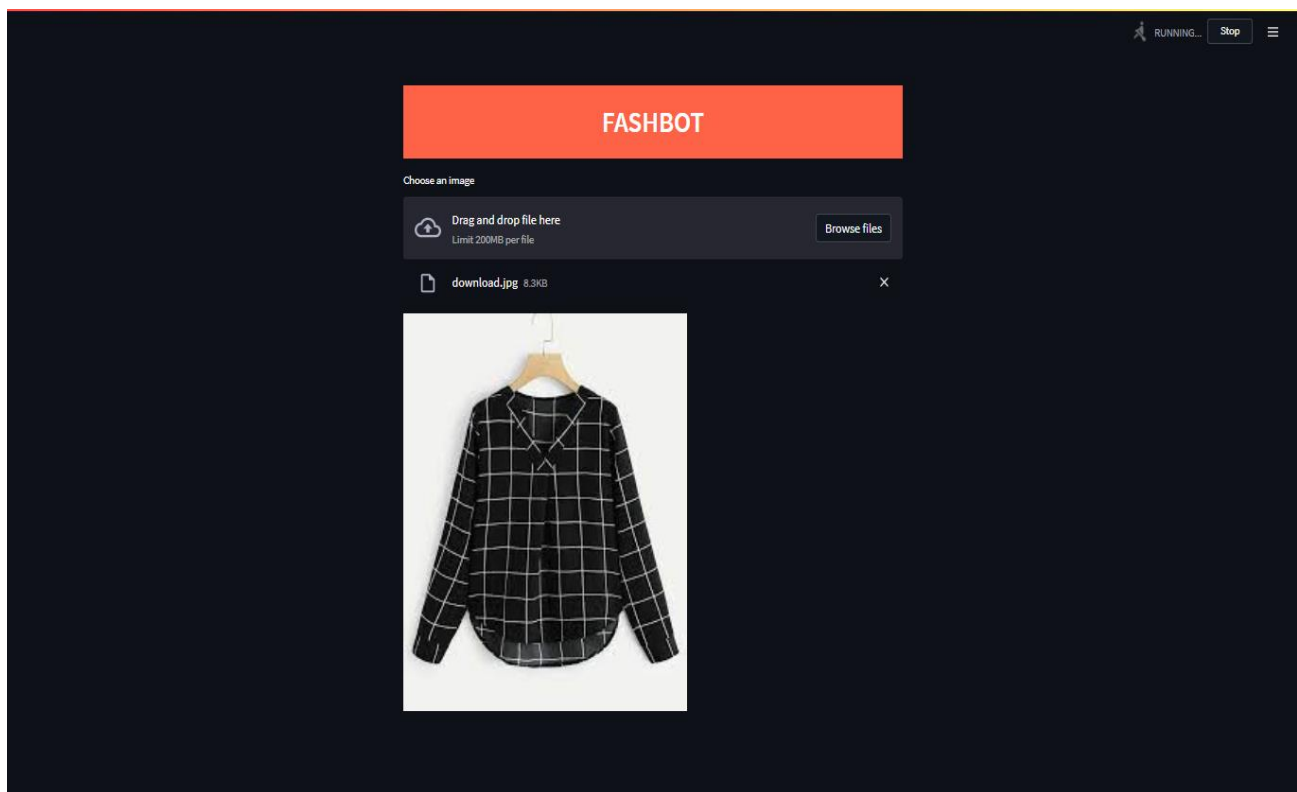 RUNNING...
Stop
FASHBOT
Choose an image
Drag and drop file here
Limit 200MB per file
Browse files
download.jpg 8.3KB